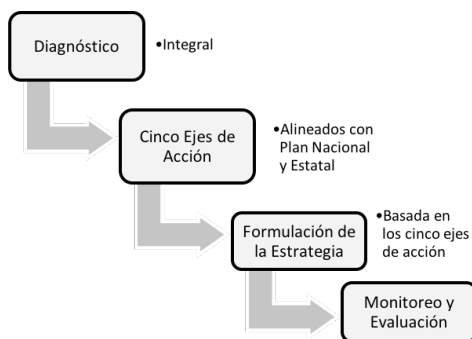 Diagnóstico
•Integral
Cinco Ejes de
Acción
•Alineados con
Plan Nacional
y Estatal
Formulación de
la Estrategia
•Basada en
los cinco ejes
de acción
Monitoreo y
Evaluación